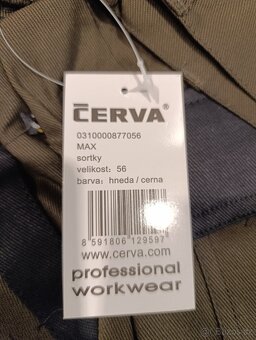 ČERVA®
0310000877056
MAX
sortky
velikost: 56
barva: hneda / cerna
8 591806 129597
www.cerva.com
professional
workwear